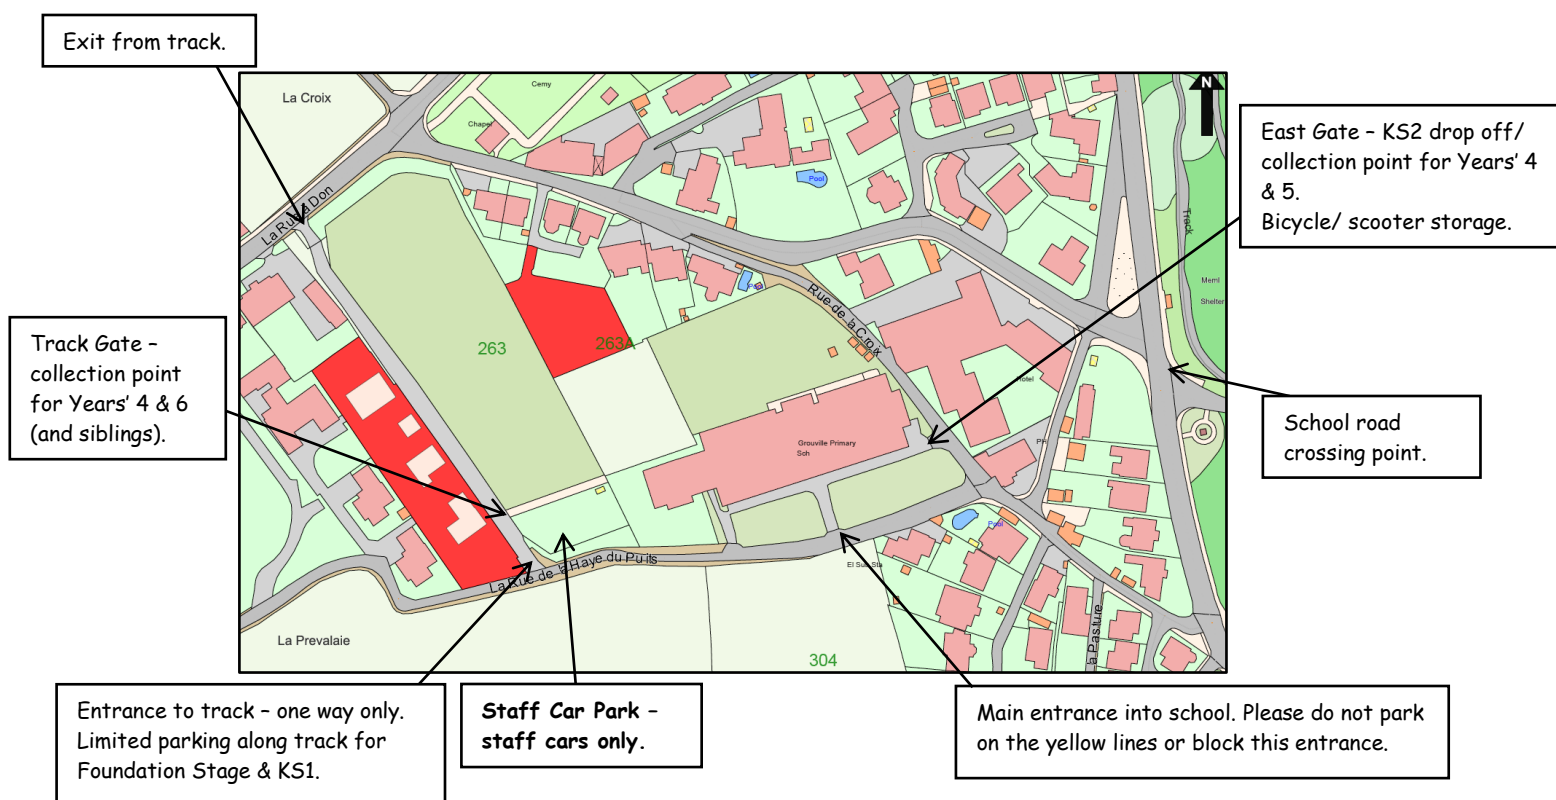 Exit from track.
La Croix
Cemy
Chapel
N
East Gate – KS2 drop off/
collection point for Years' 4
& 5.
Bicycle/ scooter storage.
Pool
La Rue à Don
Track
Meml
Shelter
Pool
Rue de la Croix
Track Gate –
collection point
for Years' 4 & 6
(and siblings).
263
263A
Hotel
School road
crossing point.
Grouville Primary
Sch
PH
Pool
La Rue de la Haye du Puits
El Sub Sta
La Prevalaie
304
la Pasture
Entrance to track – one way only.
Limited parking along track for
Foundation Stage & KS1.
Staff Car Park –
staff cars only.
Main entrance into school. Please do not park
on the yellow lines or block this entrance.